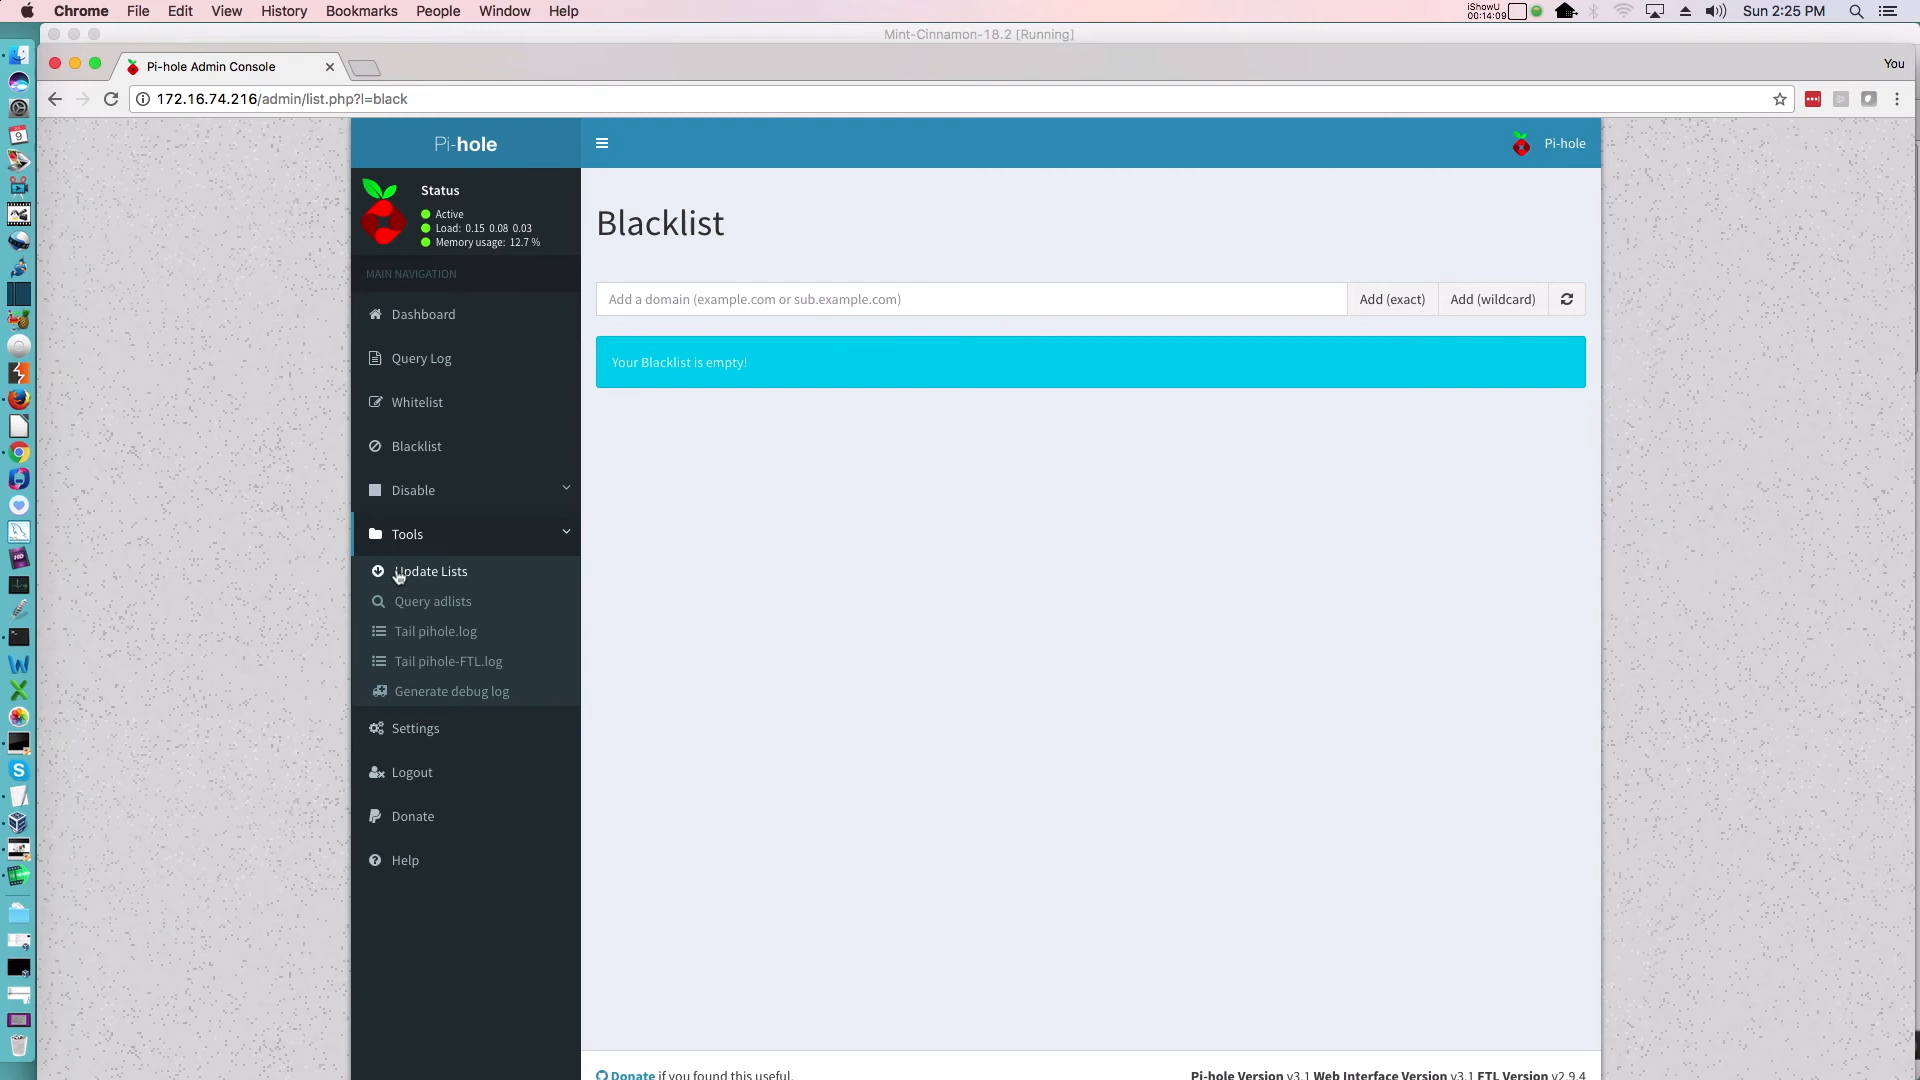 Chrome File Edit View History Bookmarks People Window Help
iShowU
00:14:09
Sun 2:25 PM
Mint-Cinnamon-18.2 [Running]
Pi-hole Admin Console
You
172.16.74.216/admin/list.php?l=black
Pi-hole
Pi-hole
Status
Active
Load: 0.15 0.08 0.03
Memory usage: 12.7 %
MAIN NAVIGATION
Dashboard
Query Log
Whitelist
Blacklist
Disable
Tools
Update Lists
Query adlists
Tail pihole.log
Tail pihole-FTL.log
Generate debug log
Settings
Logout
Donate
Help
Blacklist
Add a domain (example.com or sub.example.com)
Add (exact)
Add (wildcard)
Your Blacklist is empty!
Donate if you found this useful.
Pi-hole Version v3.1 Web Interface Version v3.1 FTL Version v2.9.4